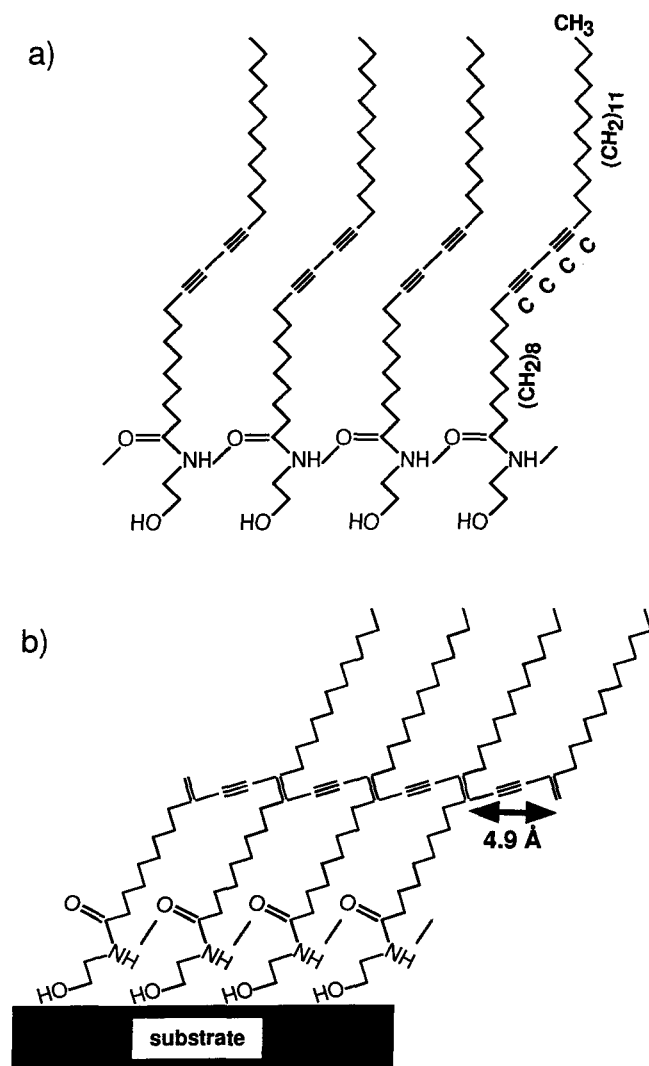 a)
CH3
(CH2)11
C C C C
(CH2)8
O NH O NH O NH O NH
HO HO HO HO
b)
4.9 Å
O O O O
NH NH NH NH
HO HO HO HO
substrate